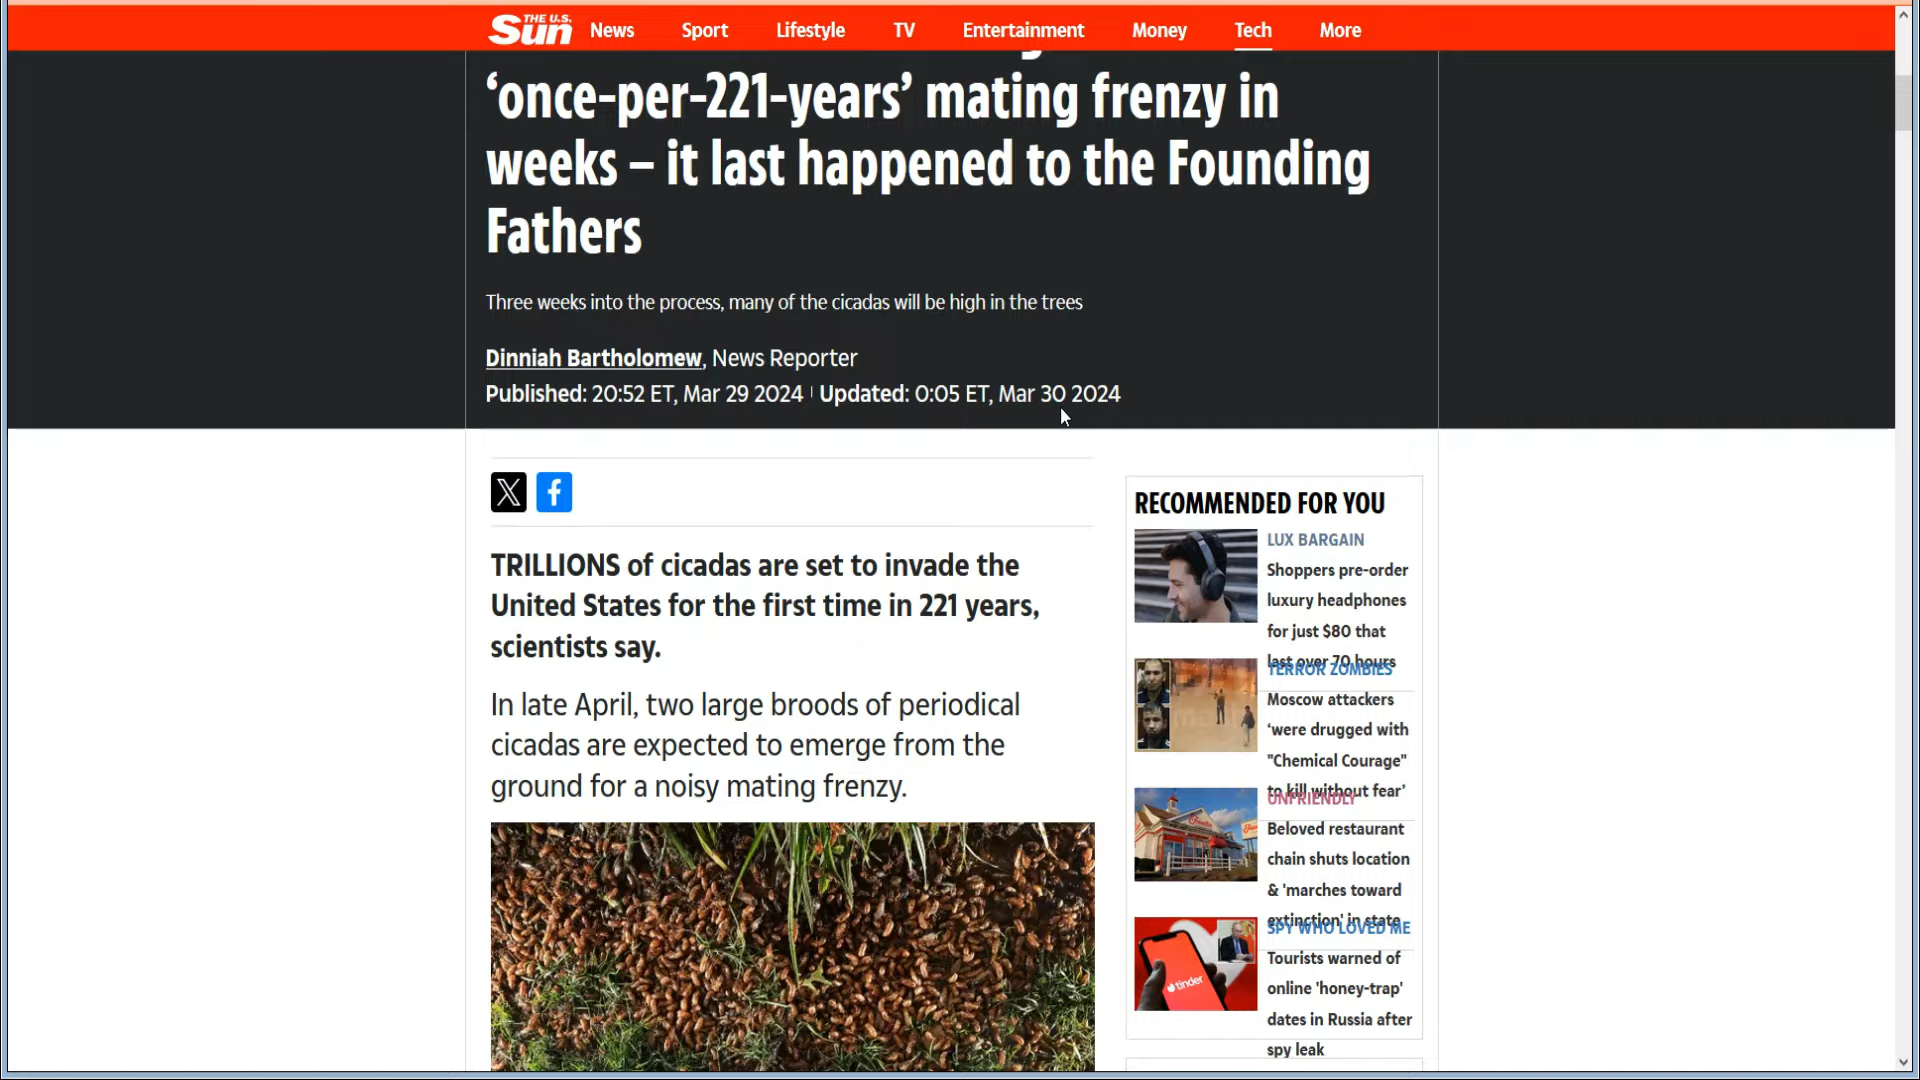 THE U.S.
Sun News Sport Lifestyle TV Entertainment Money Tech More
‘once-per-221-years’ mating frenzy in
weeks – it last happened to the Founding
Fathers
Three weeks into the process, many of the cicadas will be high in the trees
Dinniah Bartholomew, News Reporter
Published: 20:52 ET, Mar 29 2024 | Updated: 0:05 ET, Mar 30 2024
X f
TRILLIONS of cicadas are set to invade the
United States for the first time in 221 years,
scientists say.
In late April, two large broods of periodical
cicadas are expected to emerge from the
ground for a noisy mating frenzy.
RECOMMENDED FOR YOU
LUX BARGAIN
Shoppers pre-order
luxury headphones
for just $80 that
last over 70 hours
TERROR ZOMBIES
Moscow attackers
‘were drugged with
"Chemical Courage"
to kill without fear’
UNFRIENDLY
Beloved restaurant
chain shuts location
& 'marches toward
extinction' in state
SPY WHO LOVED ME
Tourists warned of
online 'honey-trap'
dates in Russia after
spy leak
tinder